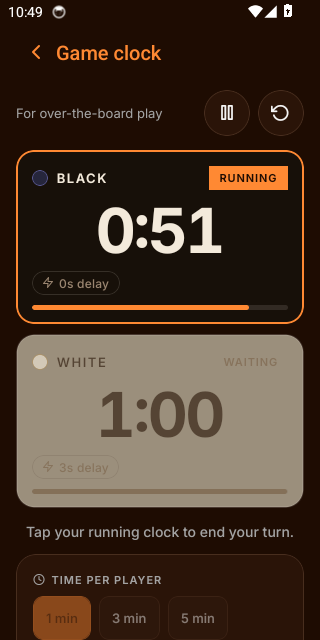 10:49
Game clock
For over-the-board play
BLACK
RUNNING
0:51
0s delay
WHITE
WAITING
1:00
3s delay
Tap your running clock to end your turn.
TIME PER PLAYER
1 min
3 min
5 min